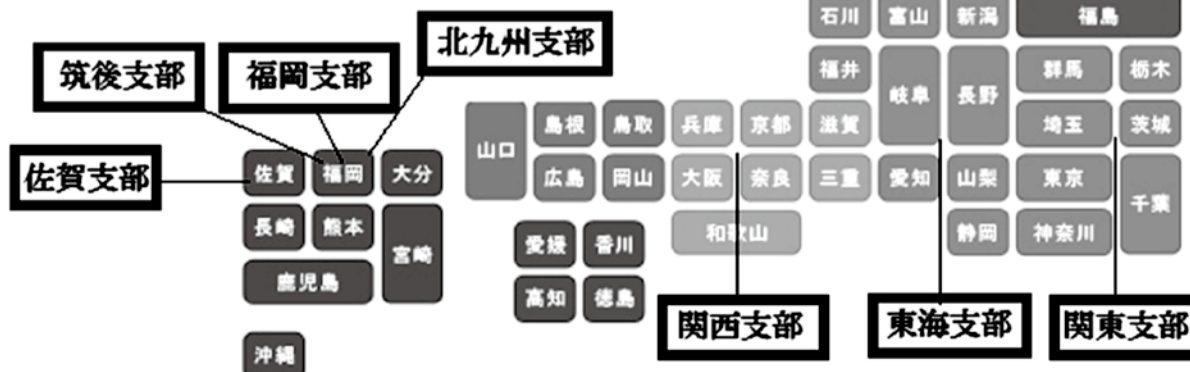 石川 富山 新潟 福島
北九州支部
筑後支部 福岡支部
福井 岐阜 長野 群馬 栃木
山口 島根 鳥取 兵庫 京都 滋賀 埼玉 茨城
佐賀支部 佐賀 福岡 大分
広島 岡山 大阪 奈良 三重 愛知 山梨 東京 千葉
長崎 熊本 宮崎
和歌山 静岡 神奈川
愛媛 香川
鹿児島
高知 徳島
関西支部 東海支部 関東支部
沖縄